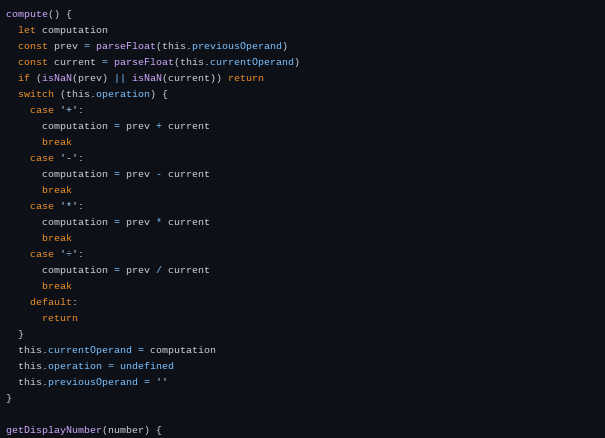 compute() {
  let computation
  const prev = parseFloat(this.previousOperand)
  const current = parseFloat(this.currentOperand)
  if (isNaN(prev) || isNaN(current)) return
  switch (this.operation) {
    case '+':
      computation = prev + current
      break
    case '-':
      computation = prev - current
      break
    case '*':
      computation = prev * current
      break
    case '÷':
      computation = prev / current
      break
    default:
      return
  }
  this.currentOperand = computation
  this.operation = undefined
  this.previousOperand = ''
}
getDisplayNumber(number) {